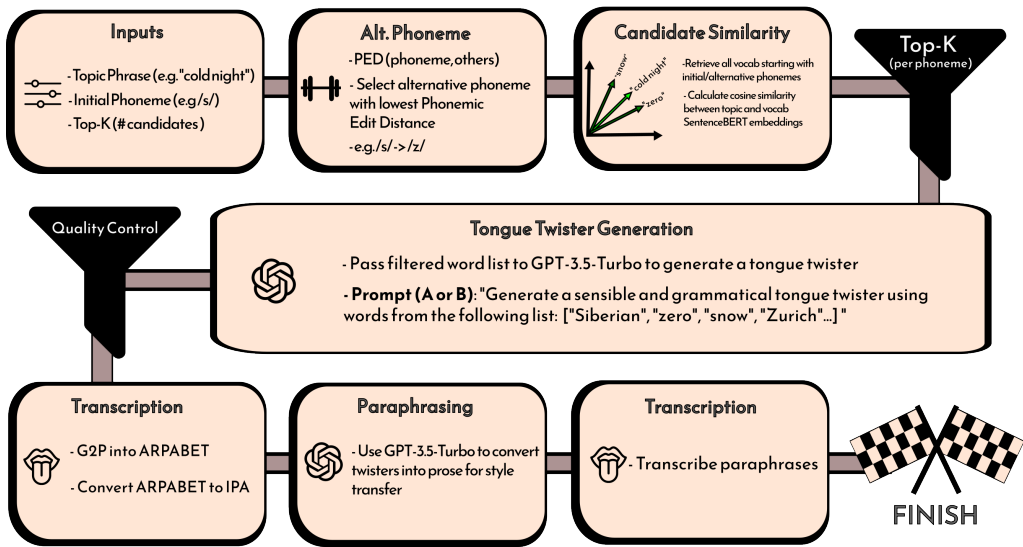 Inputs
- Topic Phrase (e.g. "cold night")
- Initial Phoneme (e.g /s/)
- Top-K (# candidates )
Alt. Phoneme
- PED (phoneme, others)
- Select alternative phoneme
with lowest Phonemic
Edit Distance
- e.g. /s/ -> /z/
Candidate Similarity
"snow"
"cold night"
"zero"
- Retrieve all vocab starting with
initial/alternative phonemes
- Calculate cosine similarity
between topic and vocab
SentenceBERT embeddings
Top-K
(per phoneme)
Quality Control
Tongue Twister Generation
- Pass filtered word list to GPT-3.5-Turbo to generate a tongue twister
- Prompt (A or B): "Generate a sensible and grammatical tongue twister using
words from the following list: ["Siberian", "zero", "snow", "Zurich"...] "
Transcription
- G2P into ARPABET
- Convert ARPABET to IPA
Paraphrasing
- Use GPT-3.5-Turbo to convert
twisters into prose for style
transfer
Transcription
- Transcribe paraphrases
FINISH